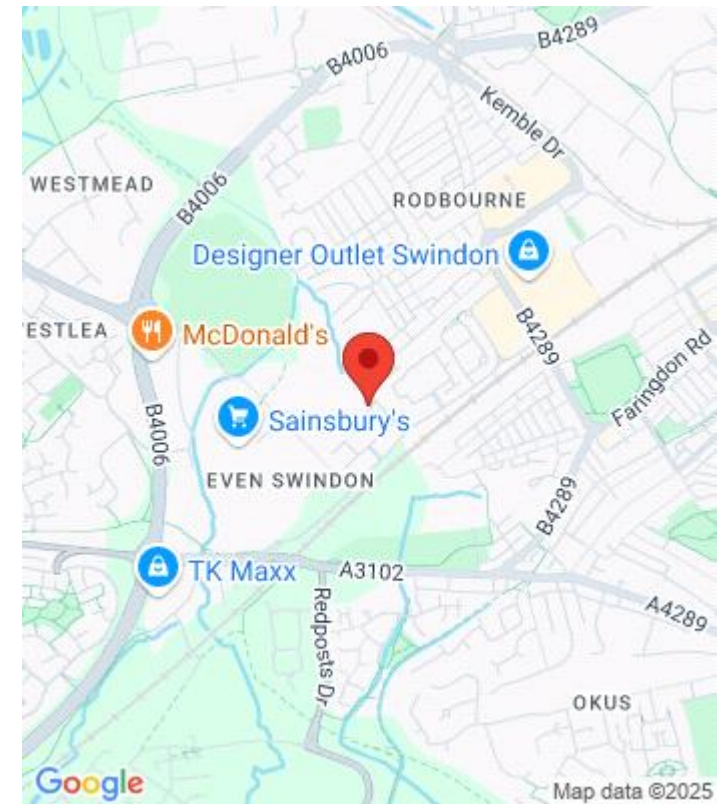 B4006
B4289
Kemble Dr
WESTMEAD
B4006
RODBOURNE
Designer Outlet Swindon
ESTLEA
McDonald's
B4289
Faringdon Rd
B4006
Sainsbury's
EVEN SWINDON
B4289
TK Maxx
A3102
Redposts Dr
A4289
OKUS
Google
Map data ©2025